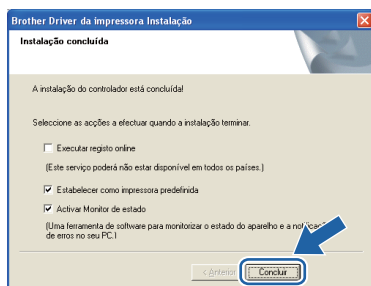 Brother Driver da impressora Instalação
Instalação concluída
A instalação do controlador está concluída!
Seleccione as acções a efectuar quando a instalação terminar.
Executar registo online
(Este serviço poderá não estar disponível em todos os países.)
Estabelecer como impressora predefinida
Activar Monitor de estado
(Uma ferramenta de software para monitorizar o estado do aparelho e a
de erros no seu PC.)
< Anterior
Concluir